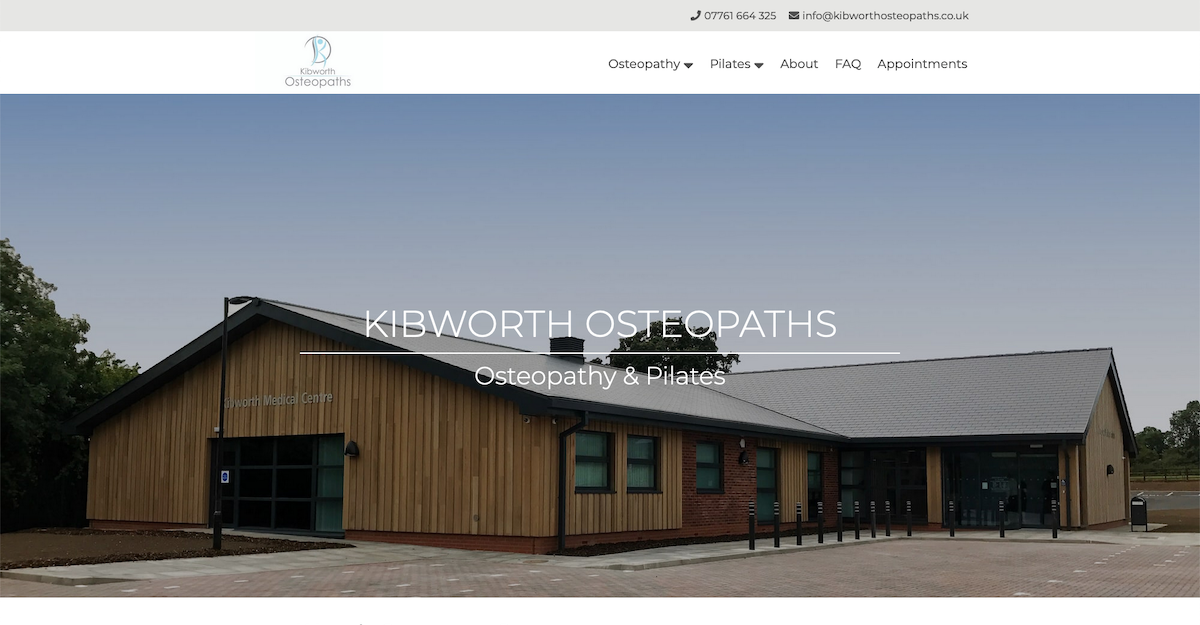 07761 664 325 info@kibworthosteopaths.co.uk
Kibworth
Osteopaths
Osteopathy Pilates About FAQ Appointments
KIBWORTH OSTEOPATHS
Osteopathy & Pilates
Kibworth Medical Centre